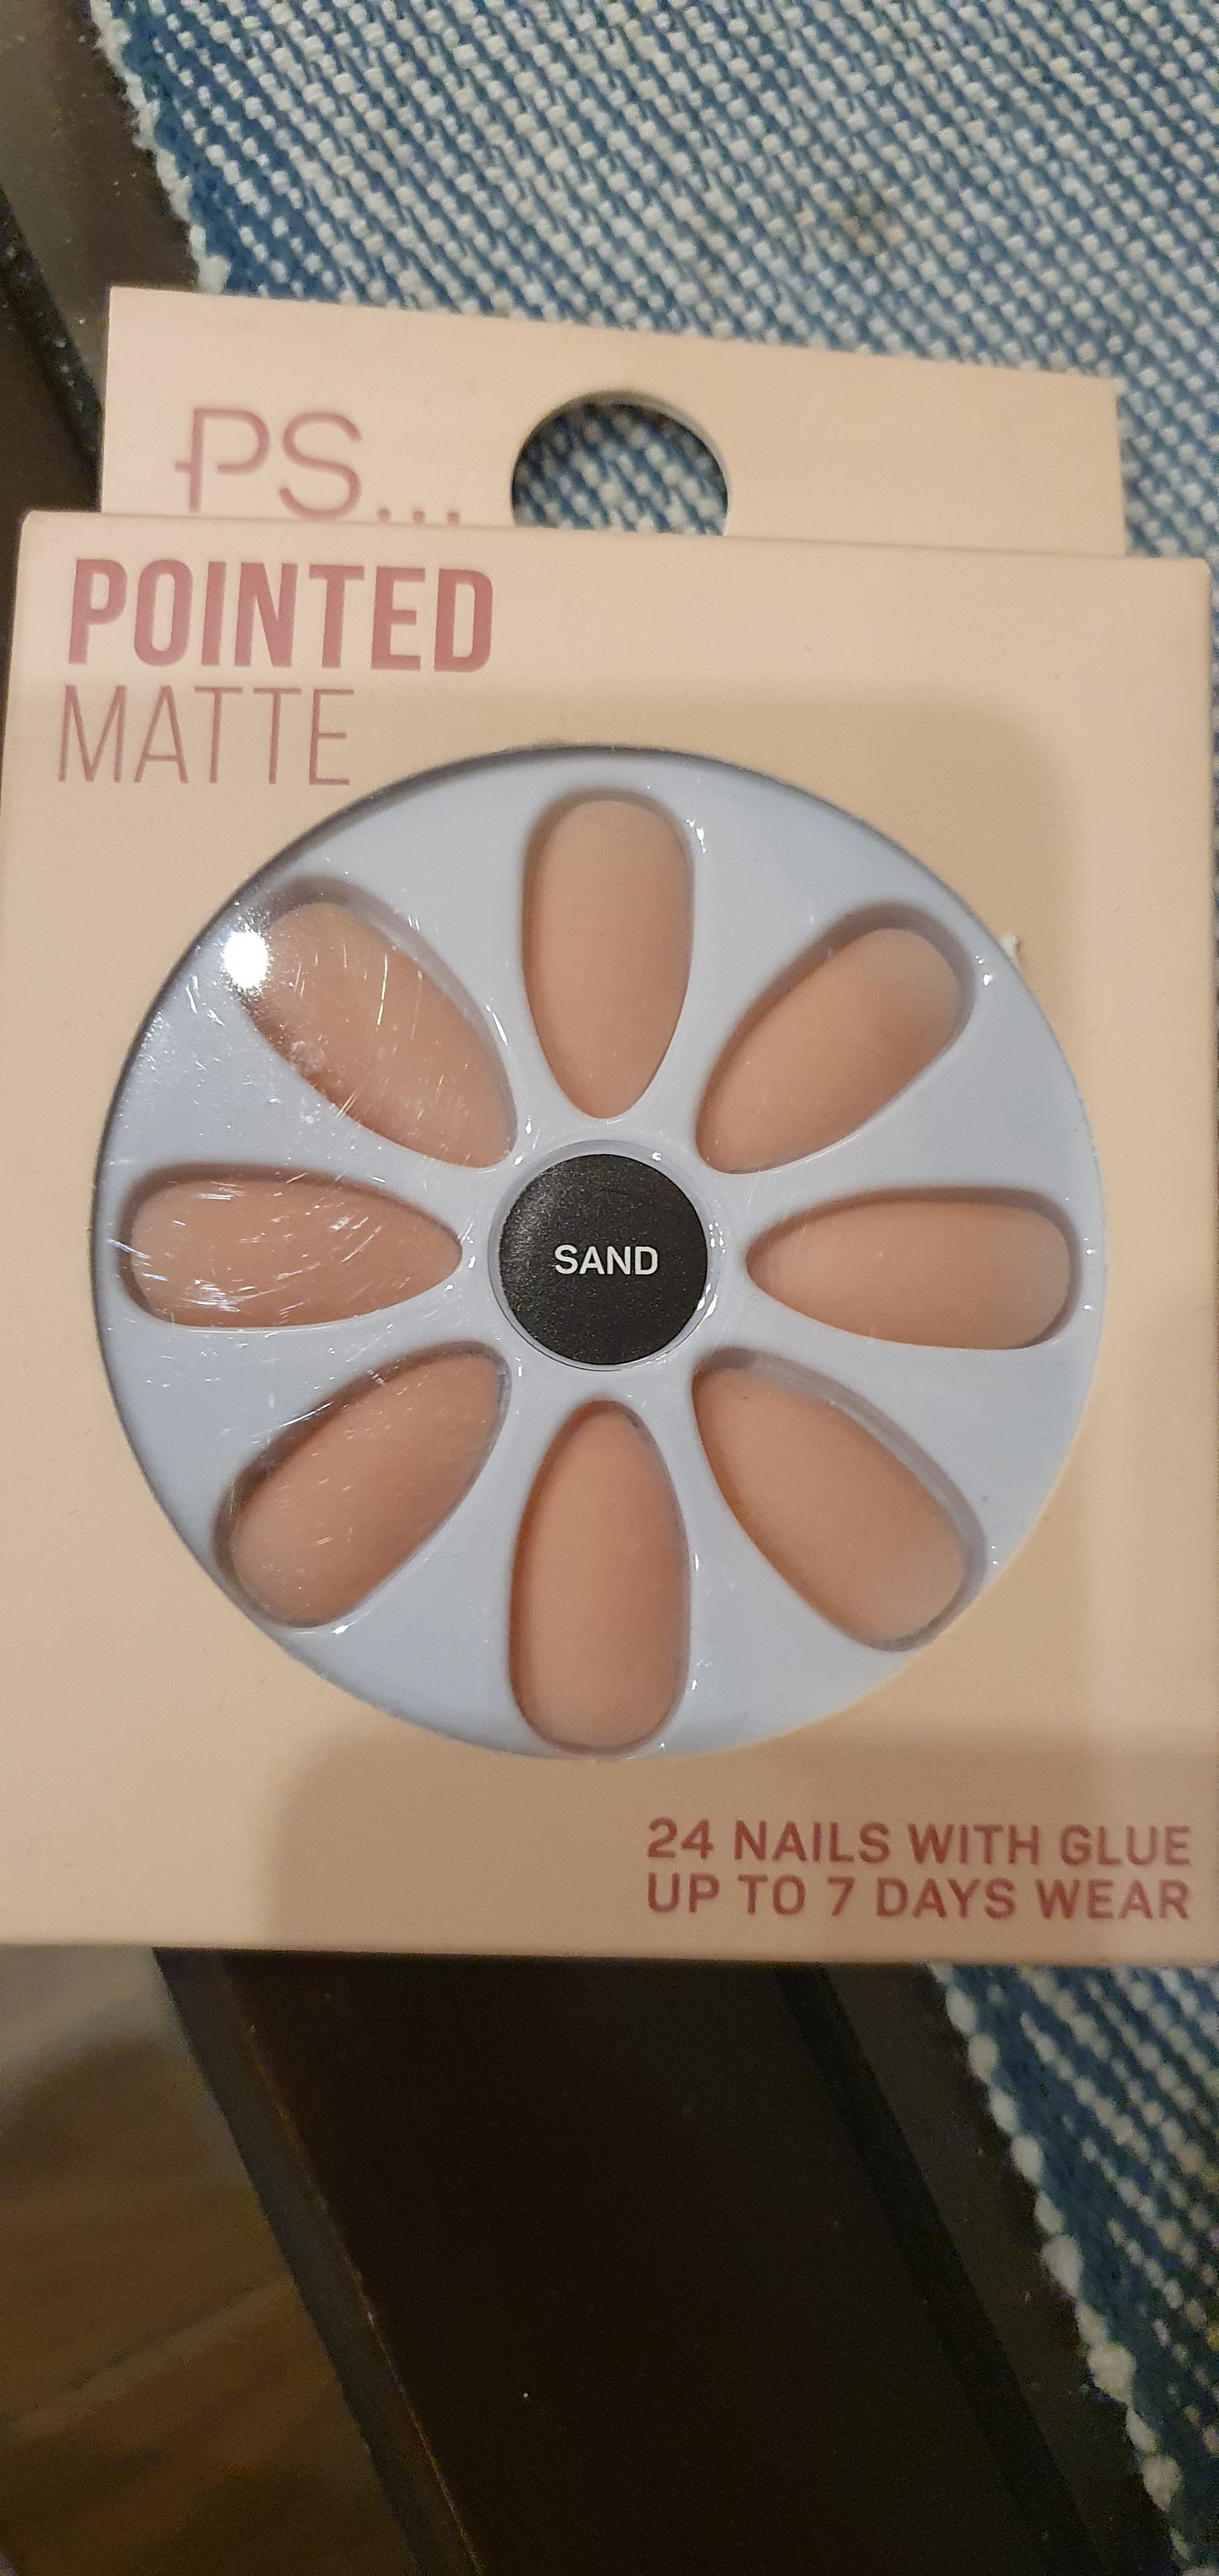 PS...
POINTED
MATTE
SAND
24 NAILS WITH GLUE
UP TO 7 DAYS WEAR